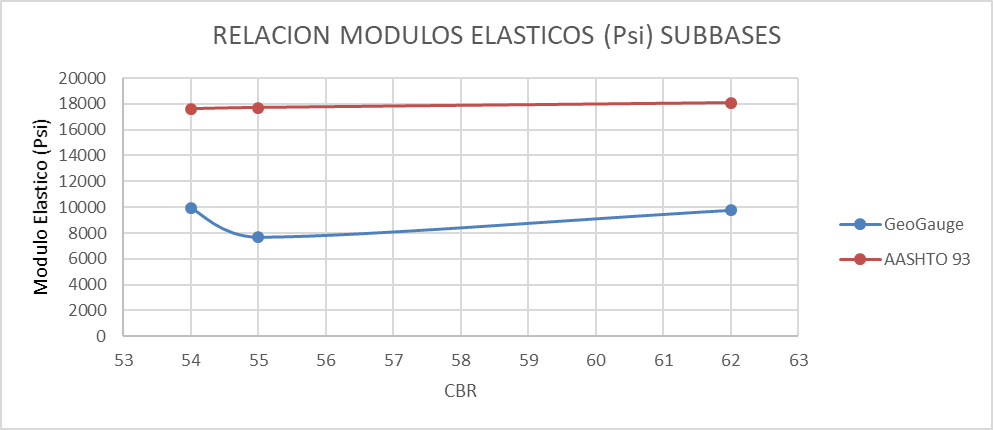 RELACION MODULOS ELASTICOS (Psi) SUBBASES
20000
18000
16000
14000
12000
10000
8000
6000
4000
2000
0
Modulo Elastico (Psi)
53 54 55 56 57 58 59 60 61 62 63
CBR
GeoGauge
AASHTO 93